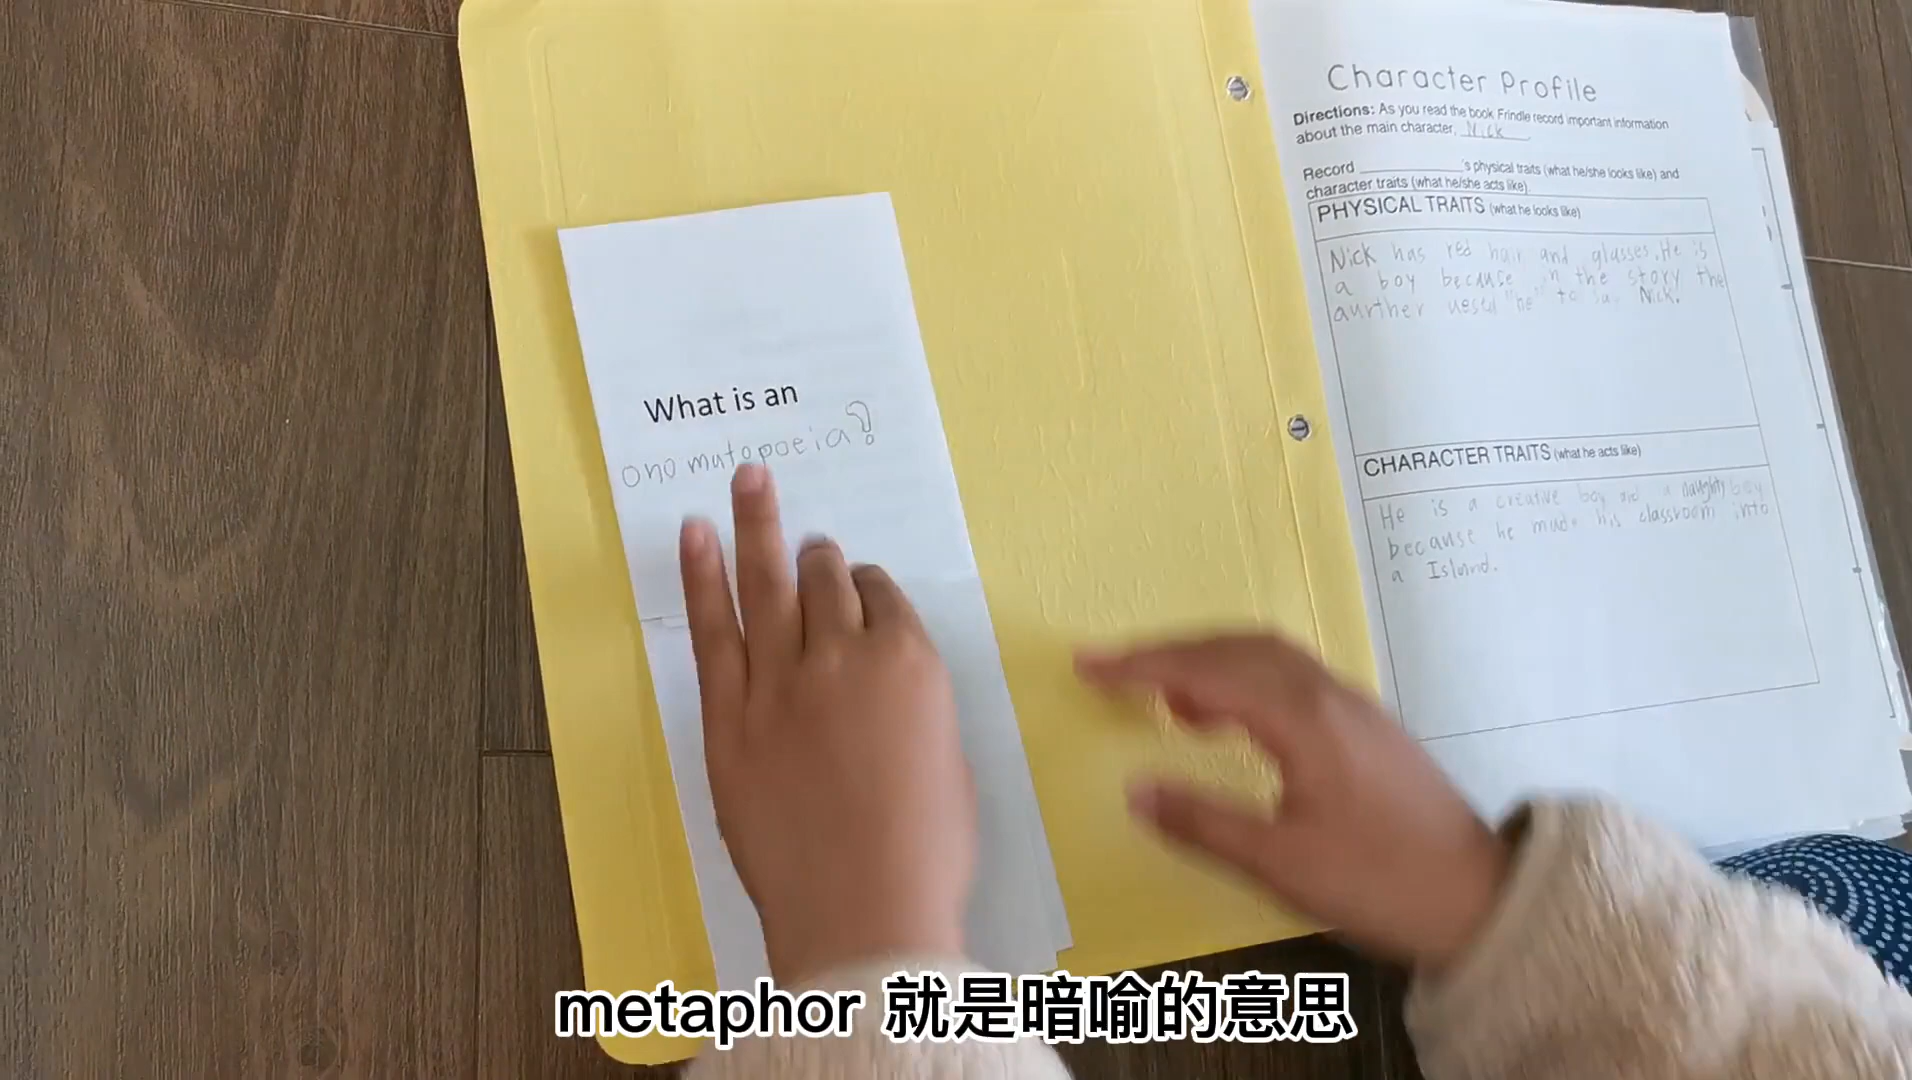 What is an
onomatopoeia?
Character Profile
Directions: As you read the book Frindle record important information
about the main character, Nick.
Record ____________'s physical traits (what he/she looks like) and
character traits (what he/she acts like).
PHYSICAL TRAITS (what he looks like)
Nick has red hair and glasses. He is
a boy because in the story the
aurther uesed "he" to Nick.
CHARACTER TRAITS (what he acts like)
He is a creative boy and a naughty boy
because he made his classroom into
a Island.
metaphor 就是暗喻的意思